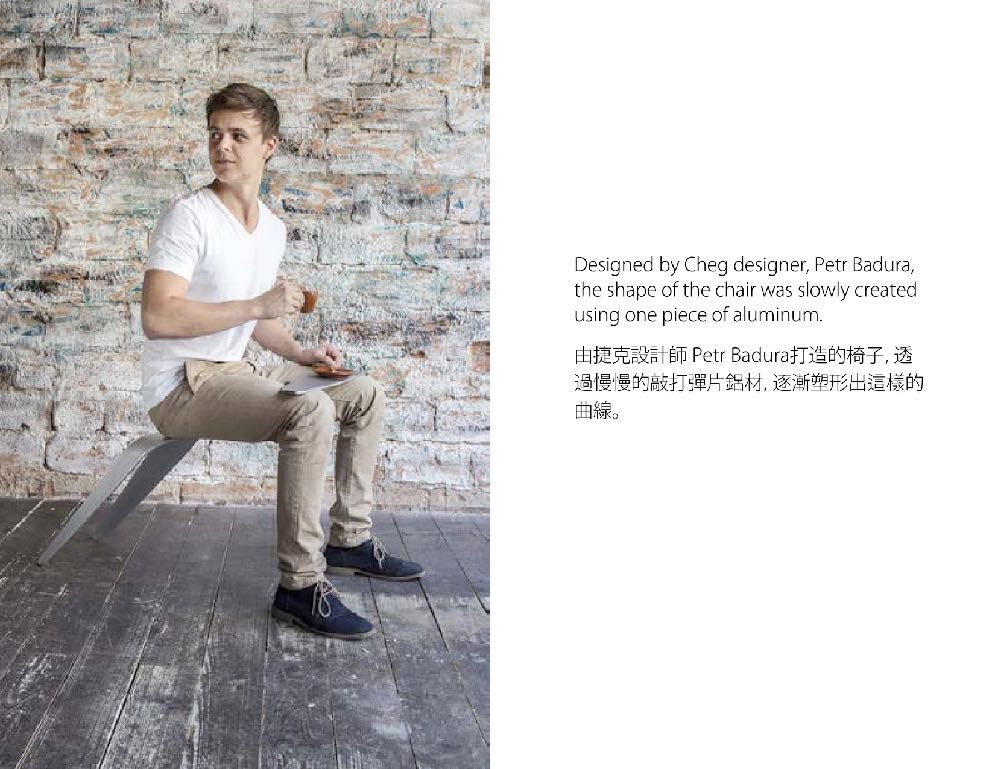 Designed by Cheg designer, Petr Badura,
the shape of the chair was slowly created
using one piece of aluminum.
由捷克設計師 Petr Badura打造的椅子, 透
過慢慢的敲打彈片鋁材, 逐漸塑形出這樣的
曲線。